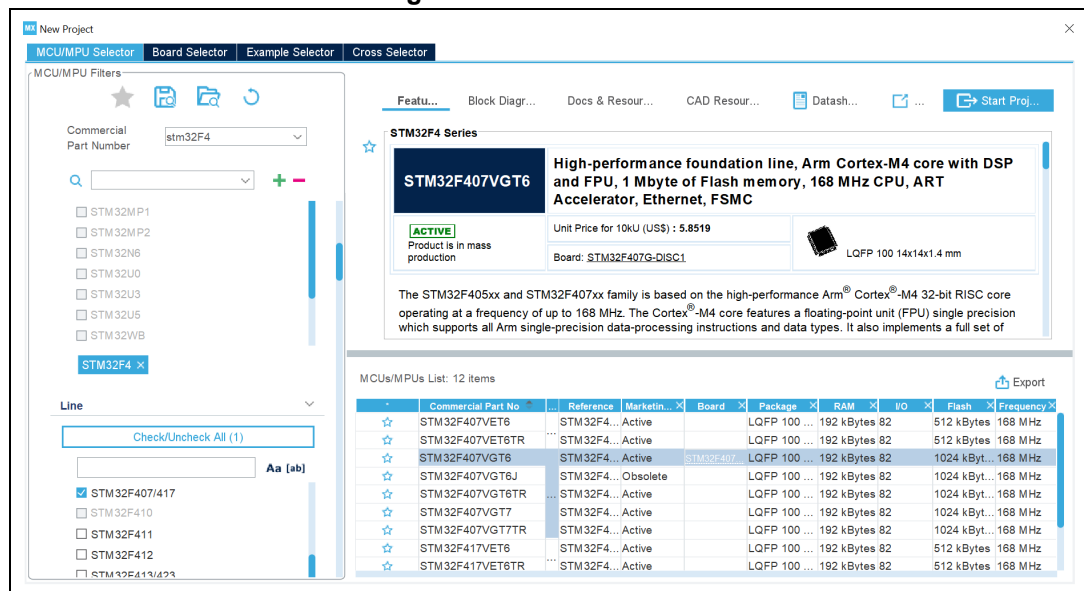 MX New Project
MCU/MPU Selector Board Selector Example Selector Cross Selector
MCU/MPU Filters
Commercial
Part Number
stm32F4
STM32MP1
STM32MP2
STM32N6
STM32U0
STM32U3
STM32U5
STM32WB
STM32F4 ×
Line
Check/Uncheck All (1)
Aa [ab]
STM32F407/417
STM32F410
STM32F411
STM32F412
STM32F413/423
Featu... Block Diagr... Docs & Resour... CAD Resour... Datash... ... Start Proj...
STM32F4 Series
STM32F407VGT6
High-performance foundation line, Arm Cortex-M4 core with DSP
and FPU, 1 Mbyte of Flash memory, 168 MHz CPU, ART
Accelerator, Ethernet, FSMC
ACTIVE
Product is in mass
production
Unit Price for 10kU (US$) : 5.8519
Board: STM32F407G-DISC1
LQFP 100 14x14x1.4 mm
The STM32F405xx and STM32F407xx family is based on the high-performance Arm® Cortex®-M4 32-bit RISC core
operating at a frequency of up to 168 MHz. The Cortex®-M4 core features a floating-point unit (FPU) single precision
which supports all Arm single-precision data-processing instructions and data types. It also implements a full set of
MCUs/MPUs List: 12 items
Export
* Commercial Part No ... Reference Marketin... × Board × Package × RAM × I/O × Flash × Frequency ×
STM32F407VET6 STM32F4... Active LQFP 100 ... 192 kBytes 82 512 kBytes 168 MHz
STM32F407VET6TR ... STM32F4... Active LQFP 100 ... 192 kBytes 82 512 kBytes 168 MHz
STM32F407VGT6 STM32F4... Active STM32F407... LQFP 100 ... 192 kBytes 82 1024 kByt... 168 MHz
STM32F407VGT6J STM32F4... Obsolete LQFP 100 ... 192 kBytes 82 1024 kByt... 168 MHz
STM32F407VGT6TR ... STM32F4... Active LQFP 100 ... 192 kBytes 82 1024 kByt... 168 MHz
STM32F407VGT7 STM32F4... Active LQFP 100 ... 192 kBytes 82 1024 kByt... 168 MHz
STM32F407VGT7TR STM32F4... Active LQFP 100 ... 192 kBytes 82 1024 kByt... 168 MHz
STM32F417VET6 STM32F4... Active LQFP 100 ... 192 kBytes 82 512 kBytes 168 MHz
STM32F417VET6TR ... STM32F4... Active LQFP 100 ... 192 kBytes 82 512 kBytes 168 MHz